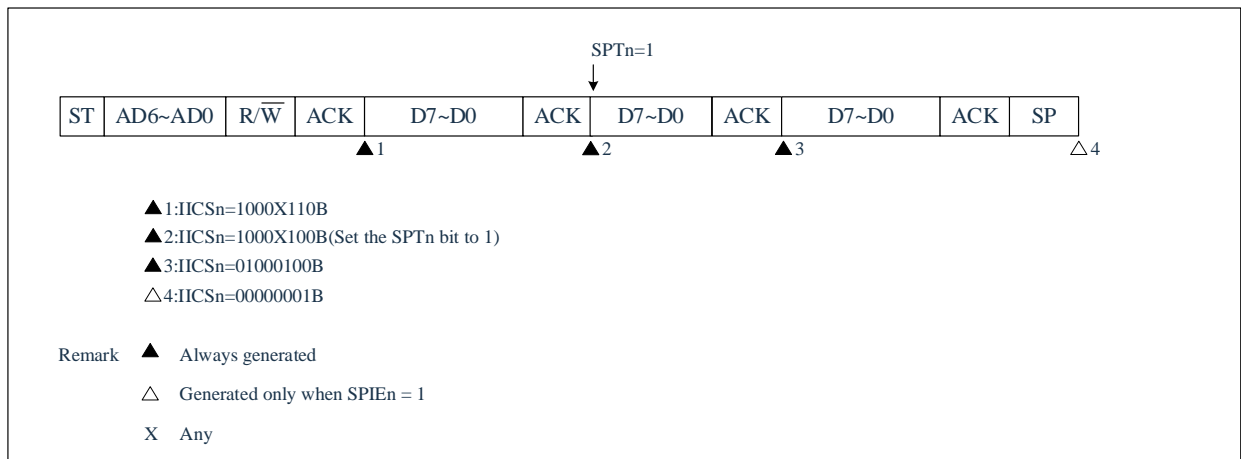 SPTn=1
ST AD6~AD0 R/W̅ ACK D7~D0 ACK D7~D0 ACK D7~D0 ACK SP
▲1 ▲2 ▲3 △4
▲1:IICSn=1000X110B
▲2:IICSn=1000X100B(Set the SPTn bit to 1)
▲3:IICSn=01000100B
△4:IICSn=00000001B
Remark ▲ Always generated
△ Generated only when SPIEn = 1
X Any